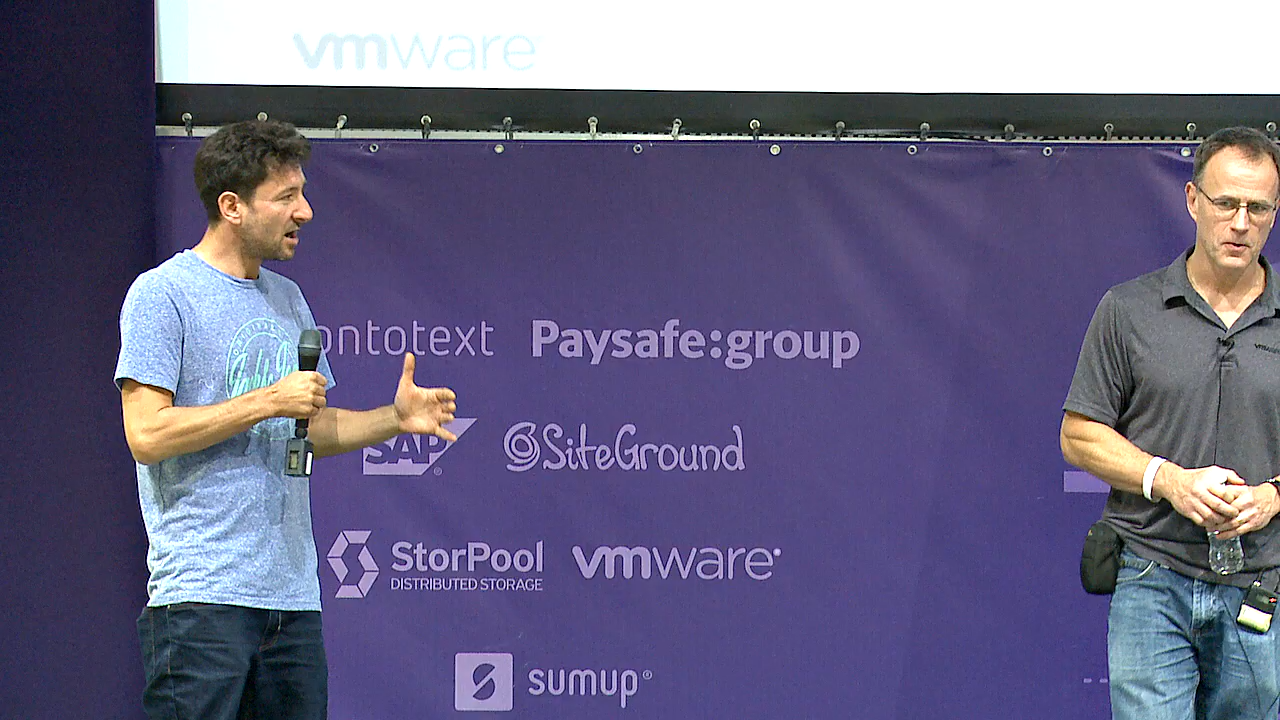 vmware
ontotext Paysafe:group
SAP® SiteGround
StorPool vmware®
DISTRIBUTED STORAGE
sumup®